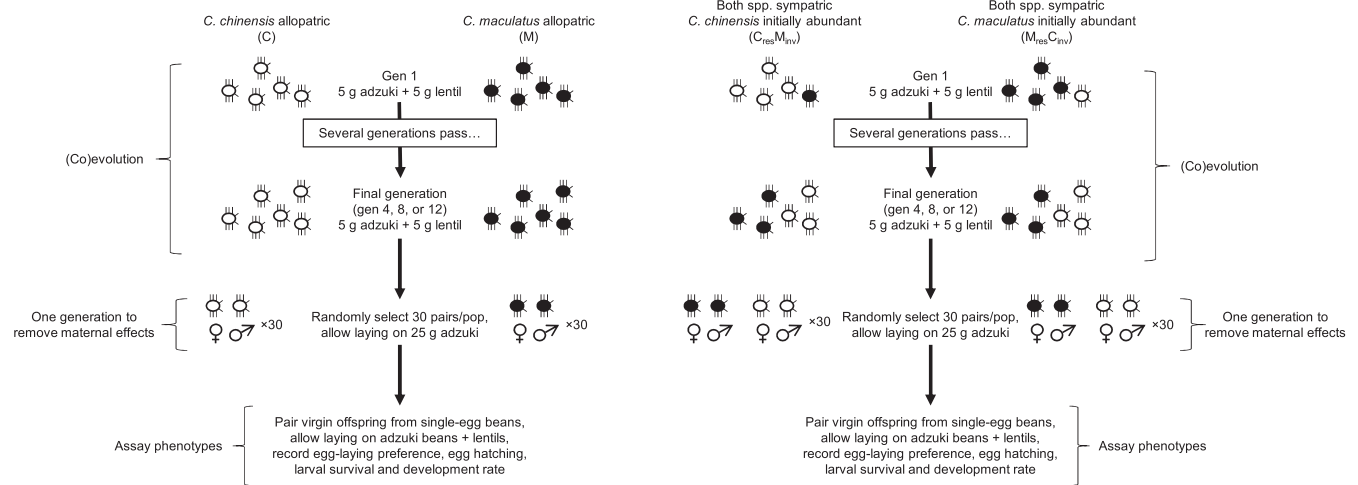 C. chinensis allopatric
(C)
C. maculatus allopatric
(M)
Gen 1
5 g adzuki + 5 g lentil
Several generations pass…
(Co)evolution
Final generation
(gen 4, 8, or 12)
5 g adzuki + 5 g lentil
One generation to
remove maternal effects
×30
Randomly select 30 pairs/pop,
allow laying on 25 g adzuki
×30
Assay phenotypes
Pair virgin offspring from single-egg beans,
allow laying on adzuki beans + lentils,
record egg-laying preference, egg hatching,
larval survival and development rate
Both spp. sympatric
C. chinensis initially abundant
(CresMinv)
Both spp. sympatric
C. maculatus initially abundant
(MresCinv)
Gen 1
5 g adzuki + 5 g lentil
Several generations pass…
(Co)evolution
Final generation
(gen 4, 8, or 12)
5 g adzuki + 5 g lentil
×30
Randomly select 30 pairs/pop,
allow laying on 25 g adzuki
×30
One generation to
remove maternal effects
Pair virgin offspring from single-egg beans,
allow laying on adzuki beans + lentils,
record egg-laying preference, egg hatching,
larval survival and development rate
Assay phenotypes